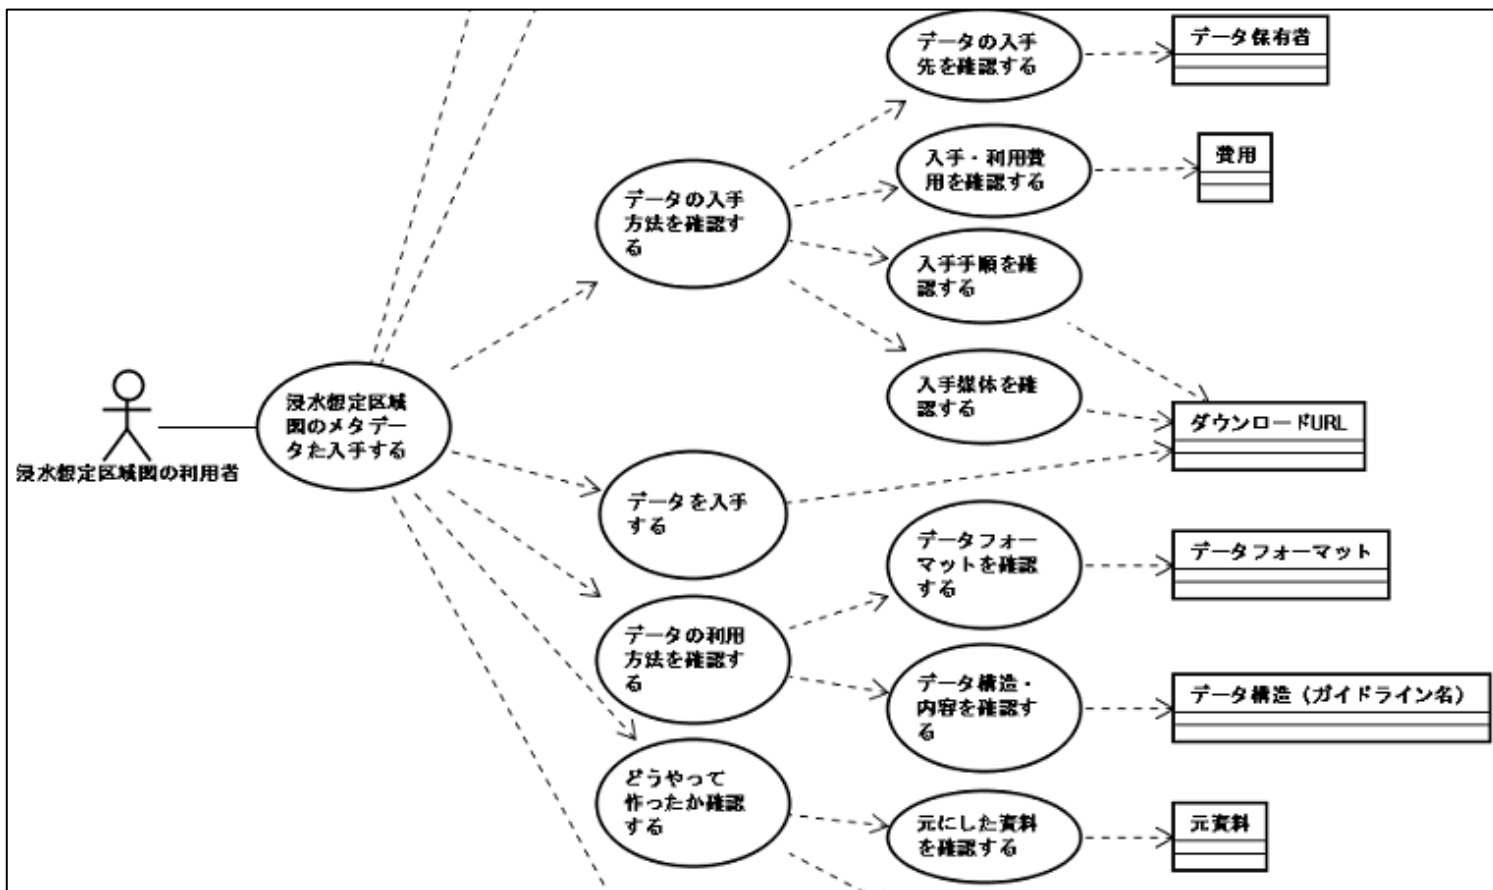 データの入手
先を確認する
データ保有者
入手・利用費
用を確認する
費用
データの入手
方法を確認す
る
入手手順を確
認する
入手媒体を確
認する
ダウンロードURL
浸水想定区域
図のメタデー
タた入手する
浸水想定区域図の利用者
データを入手
する
データフォー
マットを確認
する
データフォーマット
データの利用
方法を確認す
る
データ構造・
内容を確認す
る
データ構造（ガイドライン名）
どうやって
作ったか確認
する
元にした資料
を確認する
元資料